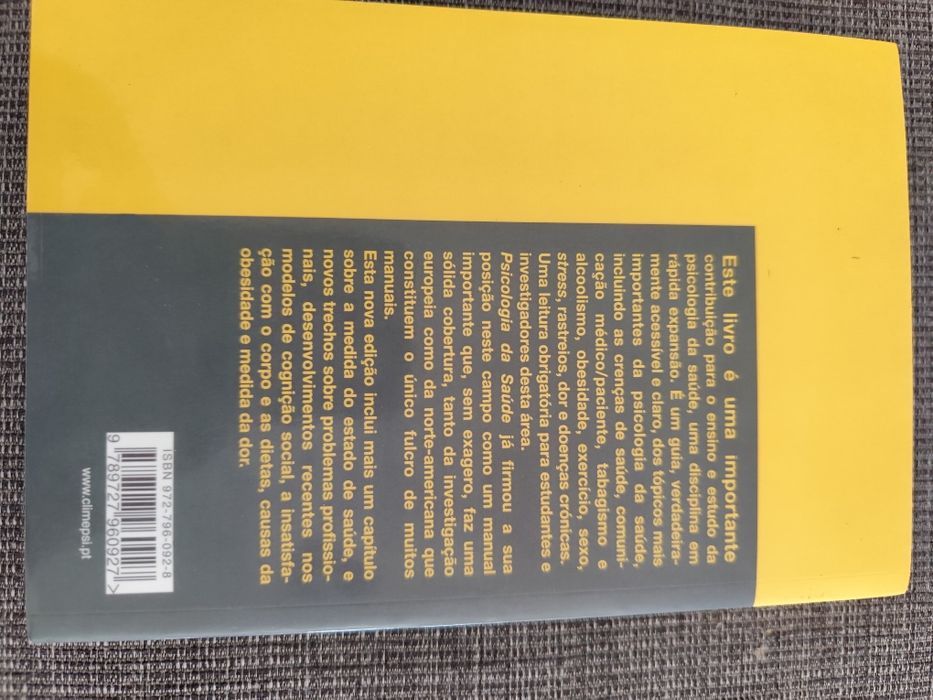 Este livro é uma importante
contribuição para o ensino e estudo da
psicologia da saúde, uma disciplina em
rápida expansão. É um guia, verdadeira-
mente acessível e claro, dos tópicos mais
importantes da psicologia da saúde,
incluindo as crenças de saúde, comuni-
cação médico/paciente, tabagismo e
alcoolismo, obesidade, exercício, sexo,
stress, rastreios, dor e doenças crónicas.
Uma leitura obrigatória para estudantes e
investigadores desta área.
Psicologia da Saúde já firmou a sua
posição neste campo como um manual
importante que, sem exagero, faz uma
sólida cobertura, tanto da investigação
europeia como da norte-americana que
constituem o único fulcro de muitos
manuais.
Esta nova edição inclui mais um capítulo
sobre a medida do estado de saúde, e
novos trechos sobre problemas profissio-
nais, desenvolvimentos recentes nos
modelos de cognição social, a insatisfa-
ção com o corpo e as dietas, causas da
obesidade e medida da dor.
ISBN 972-796-092-8
9 789727 960927>
www.climepsi.pt